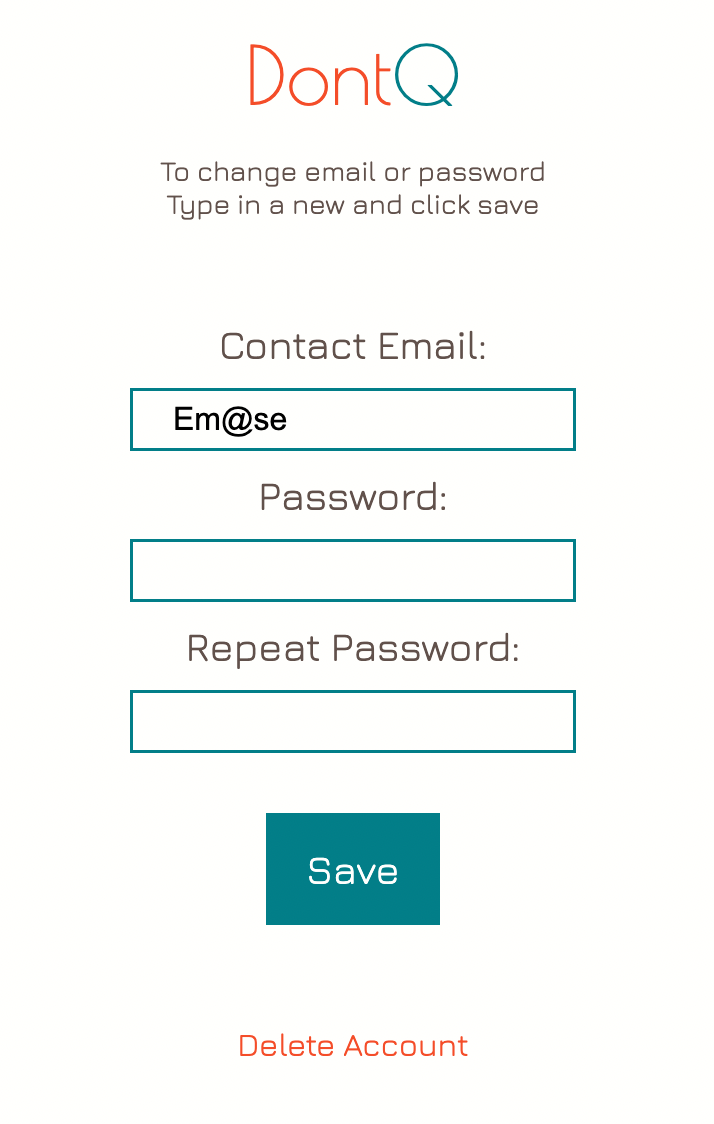 DontQ
To change email or password
Type in a new and click save
Contact Email:
Em@se
Password:
Repeat Password:
Save
Delete Account